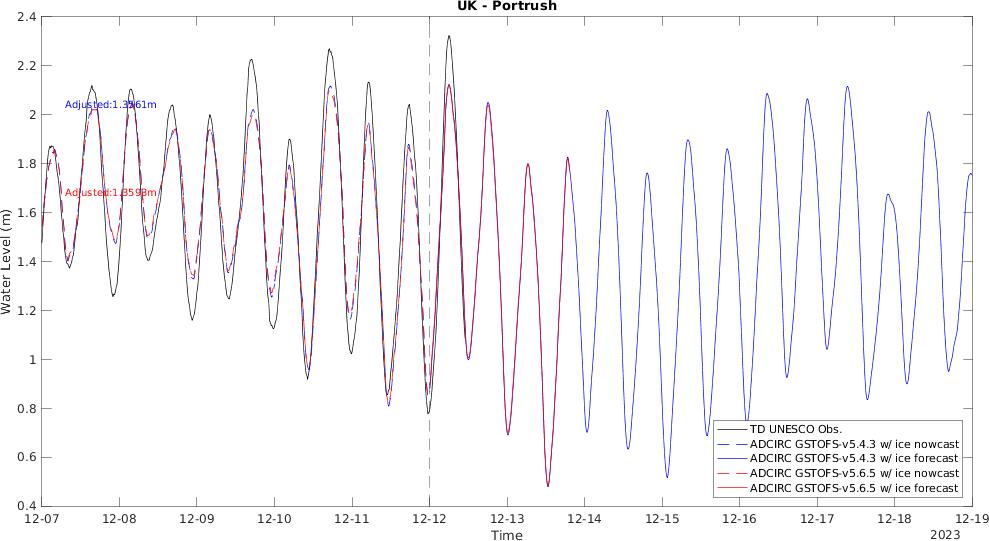 UK - Portrush
2.4
2.2
2
1.8
1.6
1.4
1.2
1
0.8
0.6
0.4
Water Level (m)
Adjusted:1.3561m
Adjusted:1.3593m
TD UNESCO Obs.
ADCIRC GSTOFS-v5.4.3 w/ ice nowcast
ADCIRC GSTOFS-v5.4.3 w/ ice forecast
ADCIRC GSTOFS-v5.6.5 w/ ice nowcast
ADCIRC GSTOFS-v5.6.5 w/ ice forecast
12-07 12-08 12-09 12-10 12-11 12-12 12-13 12-14 12-15 12-16 12-17 12-18 12-19
Time
2023